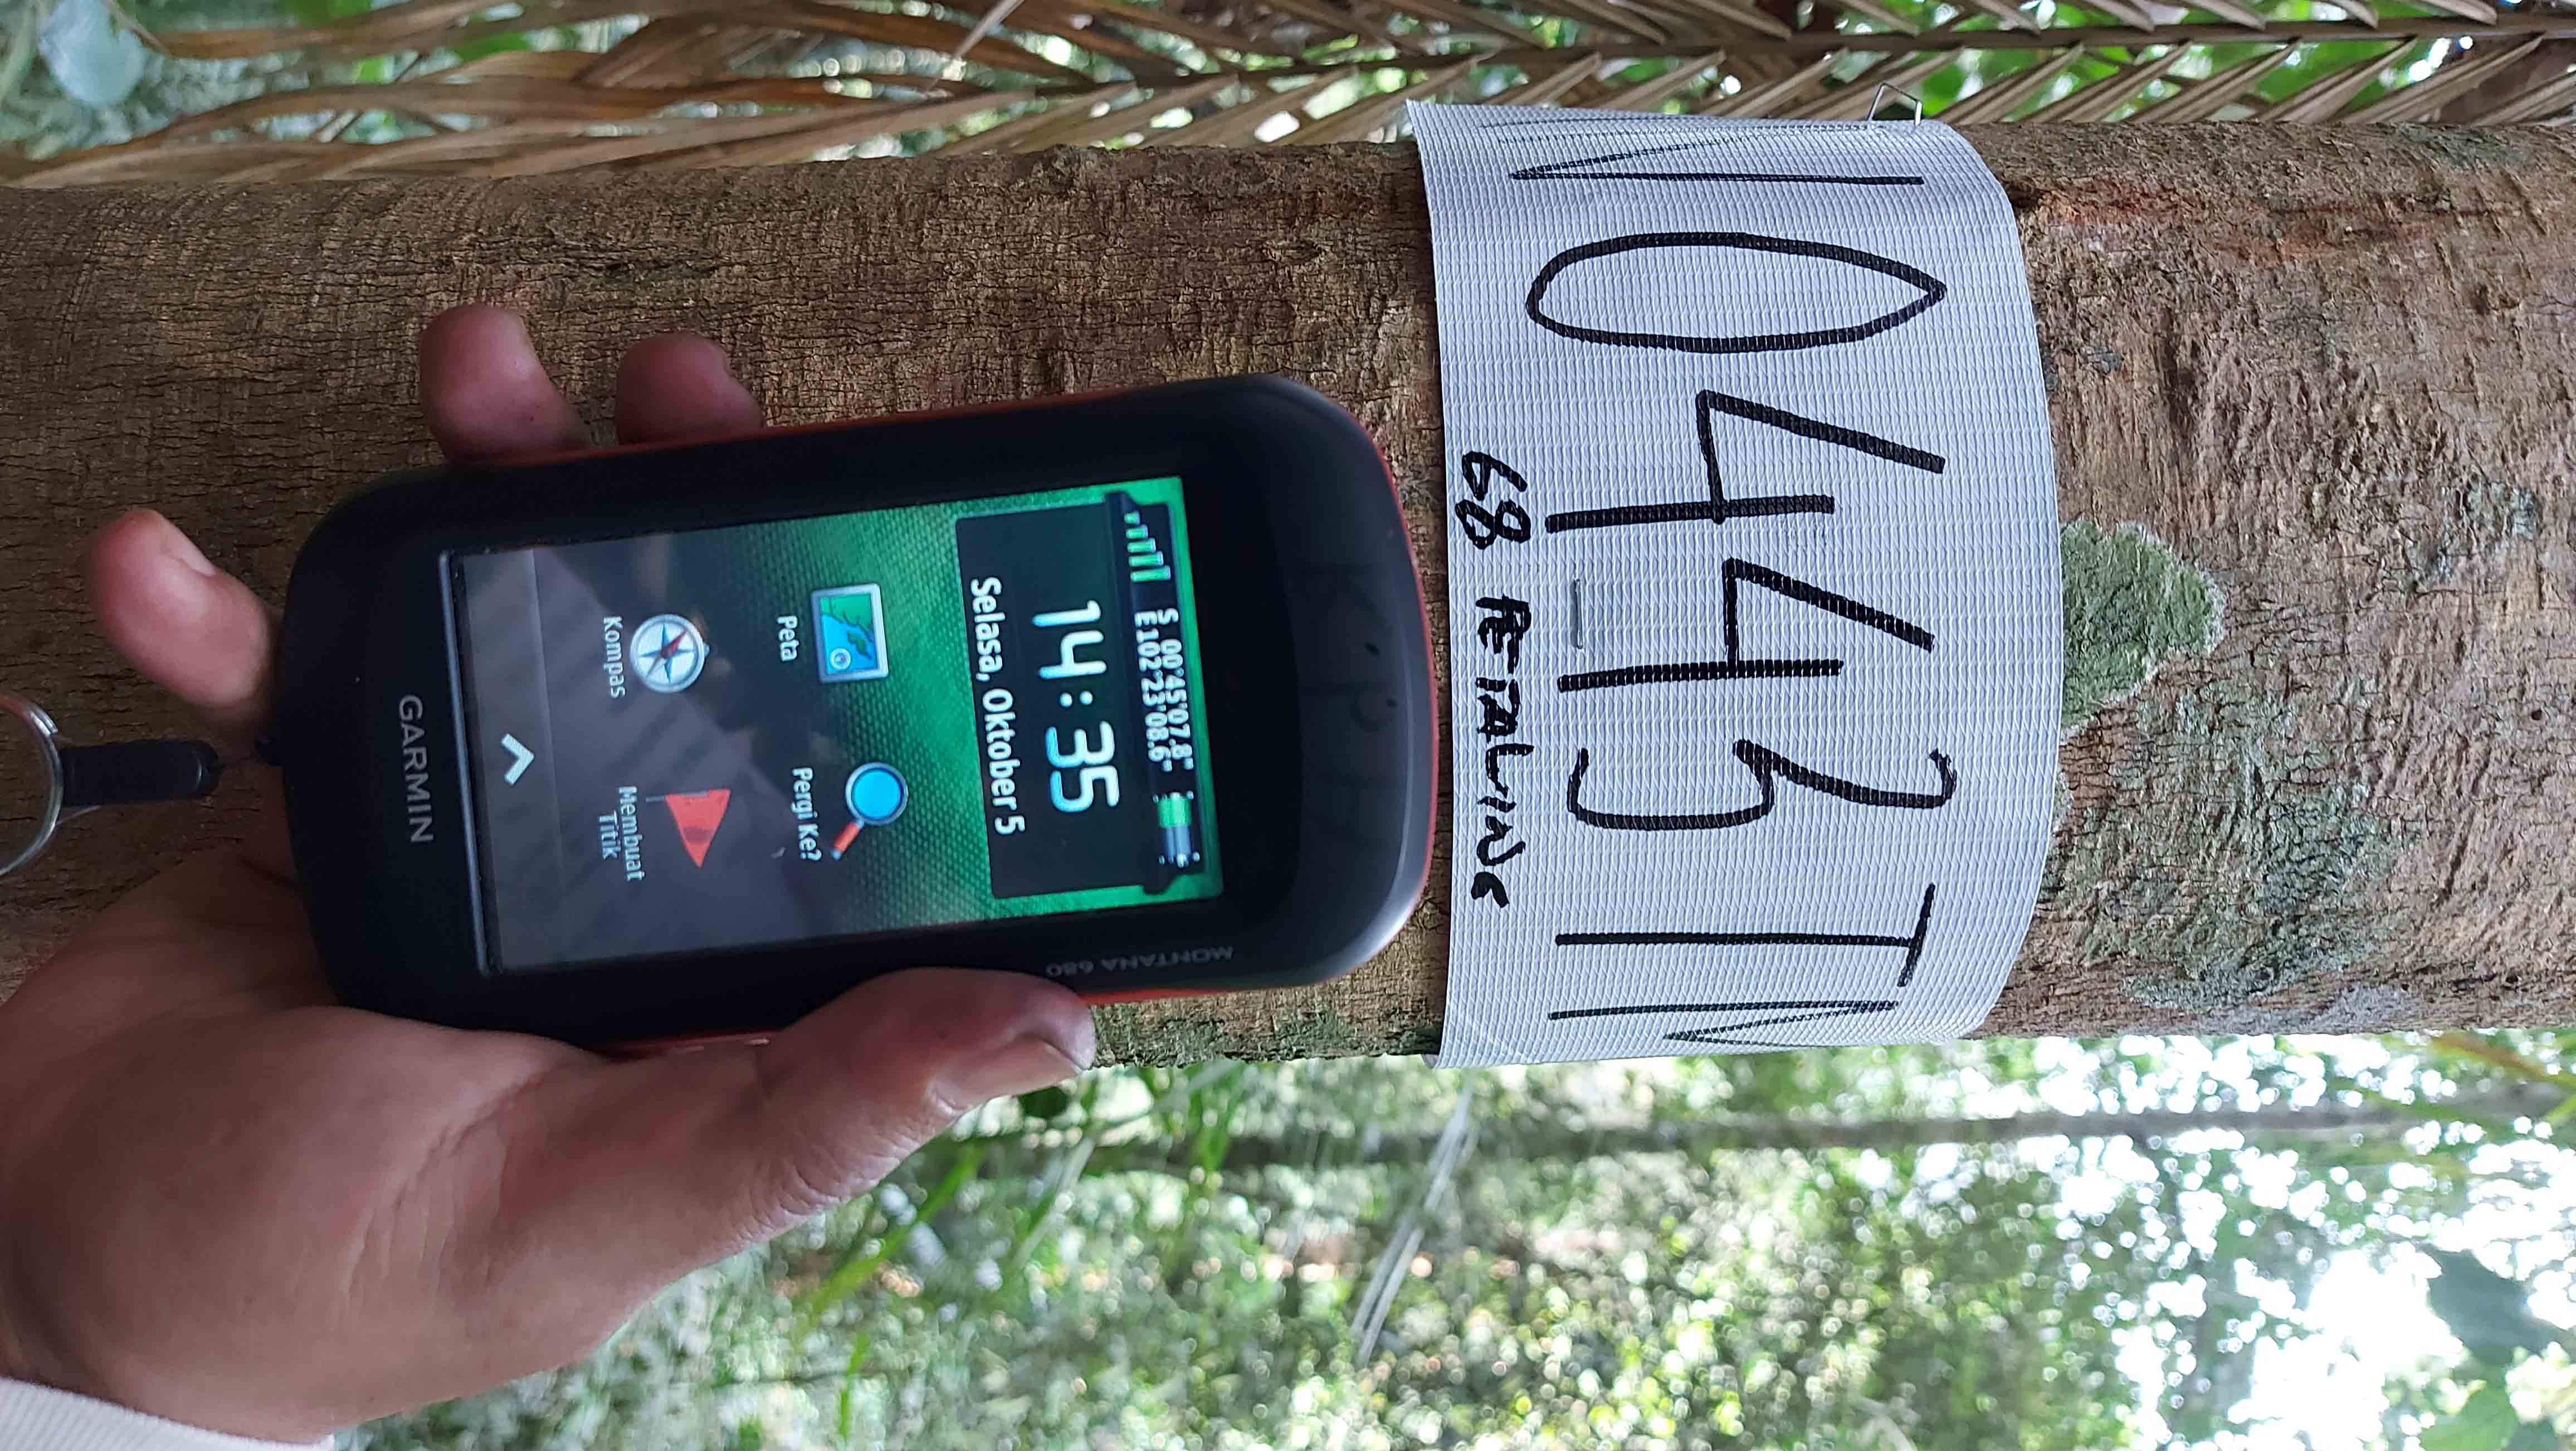 NO443TM
68 PETALING
KPH
MONTANA 680
S 00°45'07.8"
E102°23'08.6"
14:35
Selasa, Oktober 5
Peta
Pergi Ke?
Kompas
Membuat
Titik
GARMIN